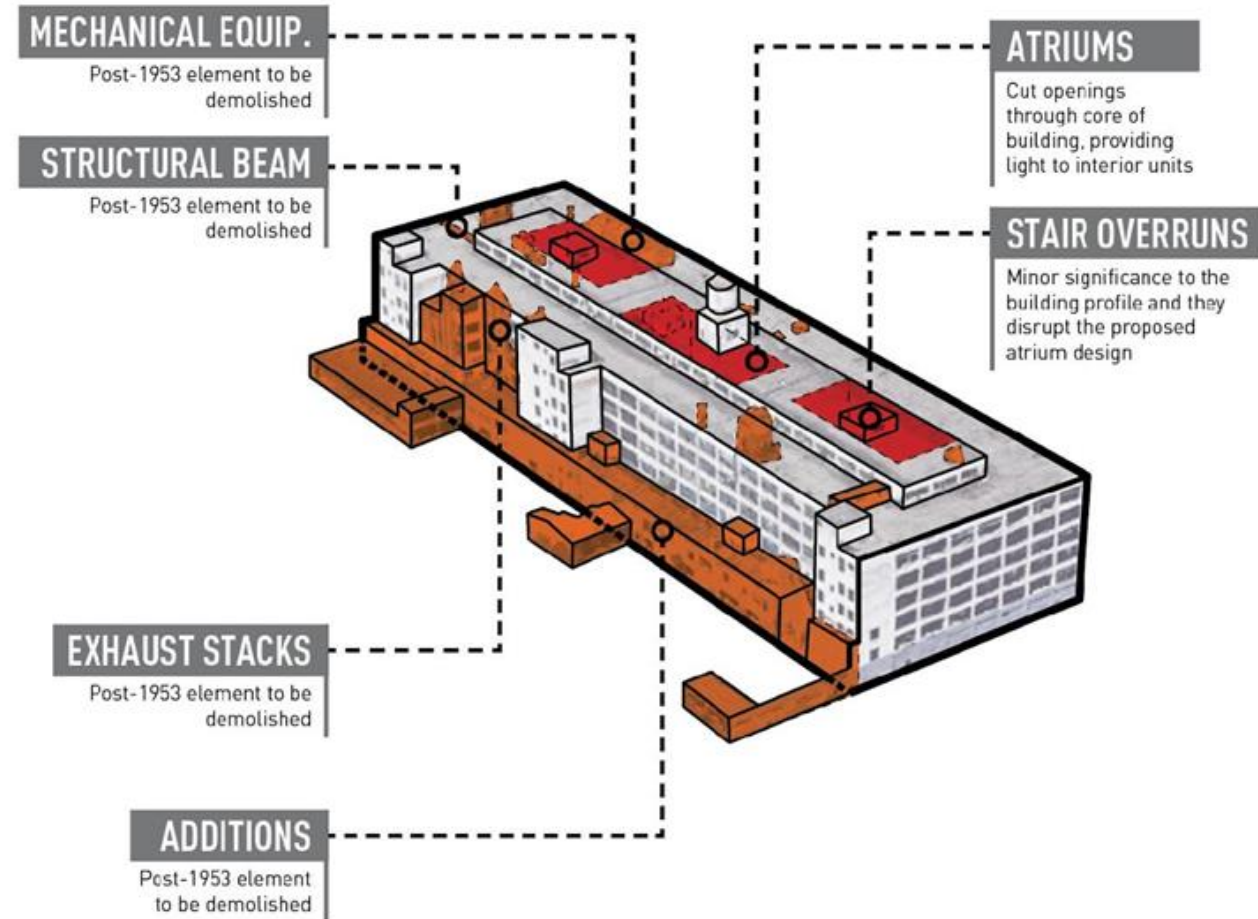 MECHANICAL EQUIP.
Post-1953 element to be
demolished
STRUCTURAL BEAM
Post-1953 element to be
demolished
EXHAUST STACKS
Post-1953 element to be
demolished
ADDITIONS
Post-1953 element
to be demolished
ATRIUMS
Cut openings
through core of
building, providing
light to interior units
STAIR OVERRUNS
Minor significance to the
building profile and they
disrupt the proposed
atrium design